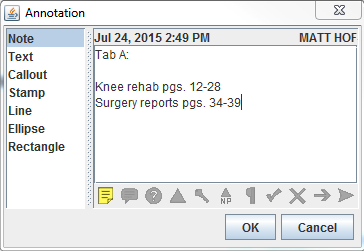 Annotation
Note
Text
Callout
Stamp
Line
Ellipse
Rectangle
Jul 24, 2015 2:49 PM MATT HOF
Tab A:
Knee rehab pgs. 12-28
Surgery reports pgs. 34-39
NP
OK Cancel